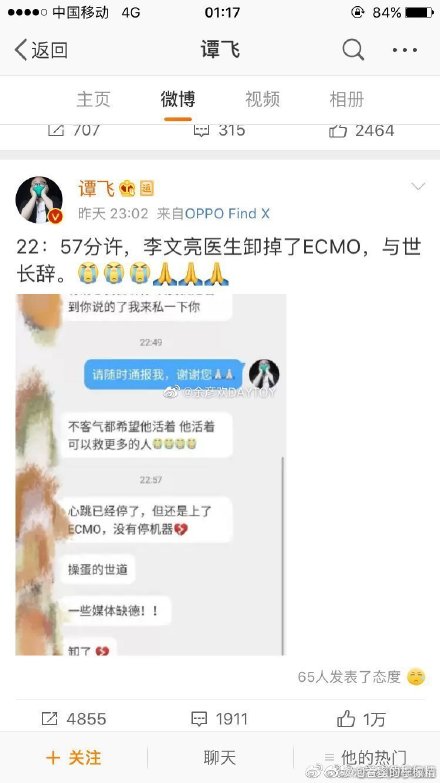 中国移动 4G 01:17 84%
返回 谭飞
主页 微博 视频 相册
707 315 2464
谭飞
昨天 23:02 来自OPPO Find X
22：57分许，李文亮医生卸掉了ECMO，与世
长辞。😭😭😭🙏🙏🙏
到你说的了我来私一下你
22:49
请随时通报我，谢谢您🙏🙏
@余彦欢DAYTOY
不客气都希望他活着 他活着
可以救更多的人😭😭😭😭
22:57
心跳已经停了，但还是上了
ECMO，没有停机器💔
操蛋的世道
一些媒体缺德！！
卸了 💔
65人发表了态度
4855 1911 1万
+ 关注 聊天 他的热门